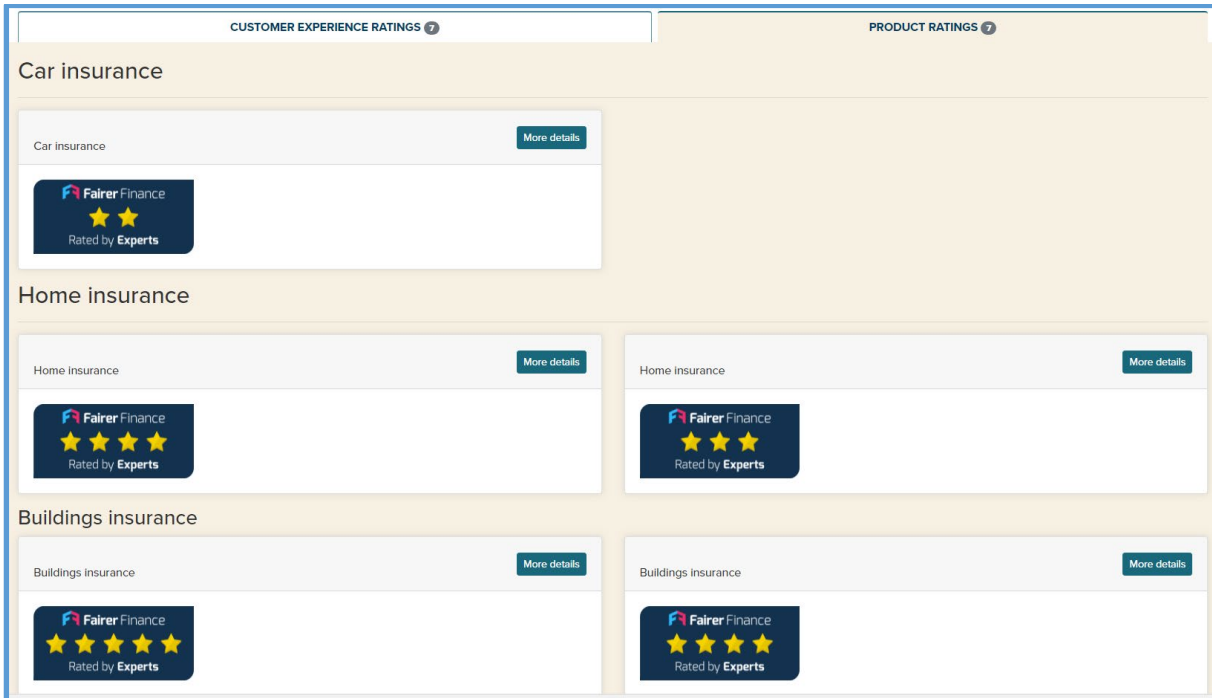 CUSTOMER EXPERIENCE RATINGS 7
PRODUCT RATINGS 7
Car insurance
Car insurance
More details
Fairer Finance
Rated by Experts
Home insurance
Home insurance
More details
Home insurance
More details
Fairer Finance
Rated by Experts
Fairer Finance
Rated by Experts
Buildings insurance
Buildings insurance
More details
Buildings insurance
More details
Fairer Finance
Rated by Experts
Fairer Finance
Rated by Experts